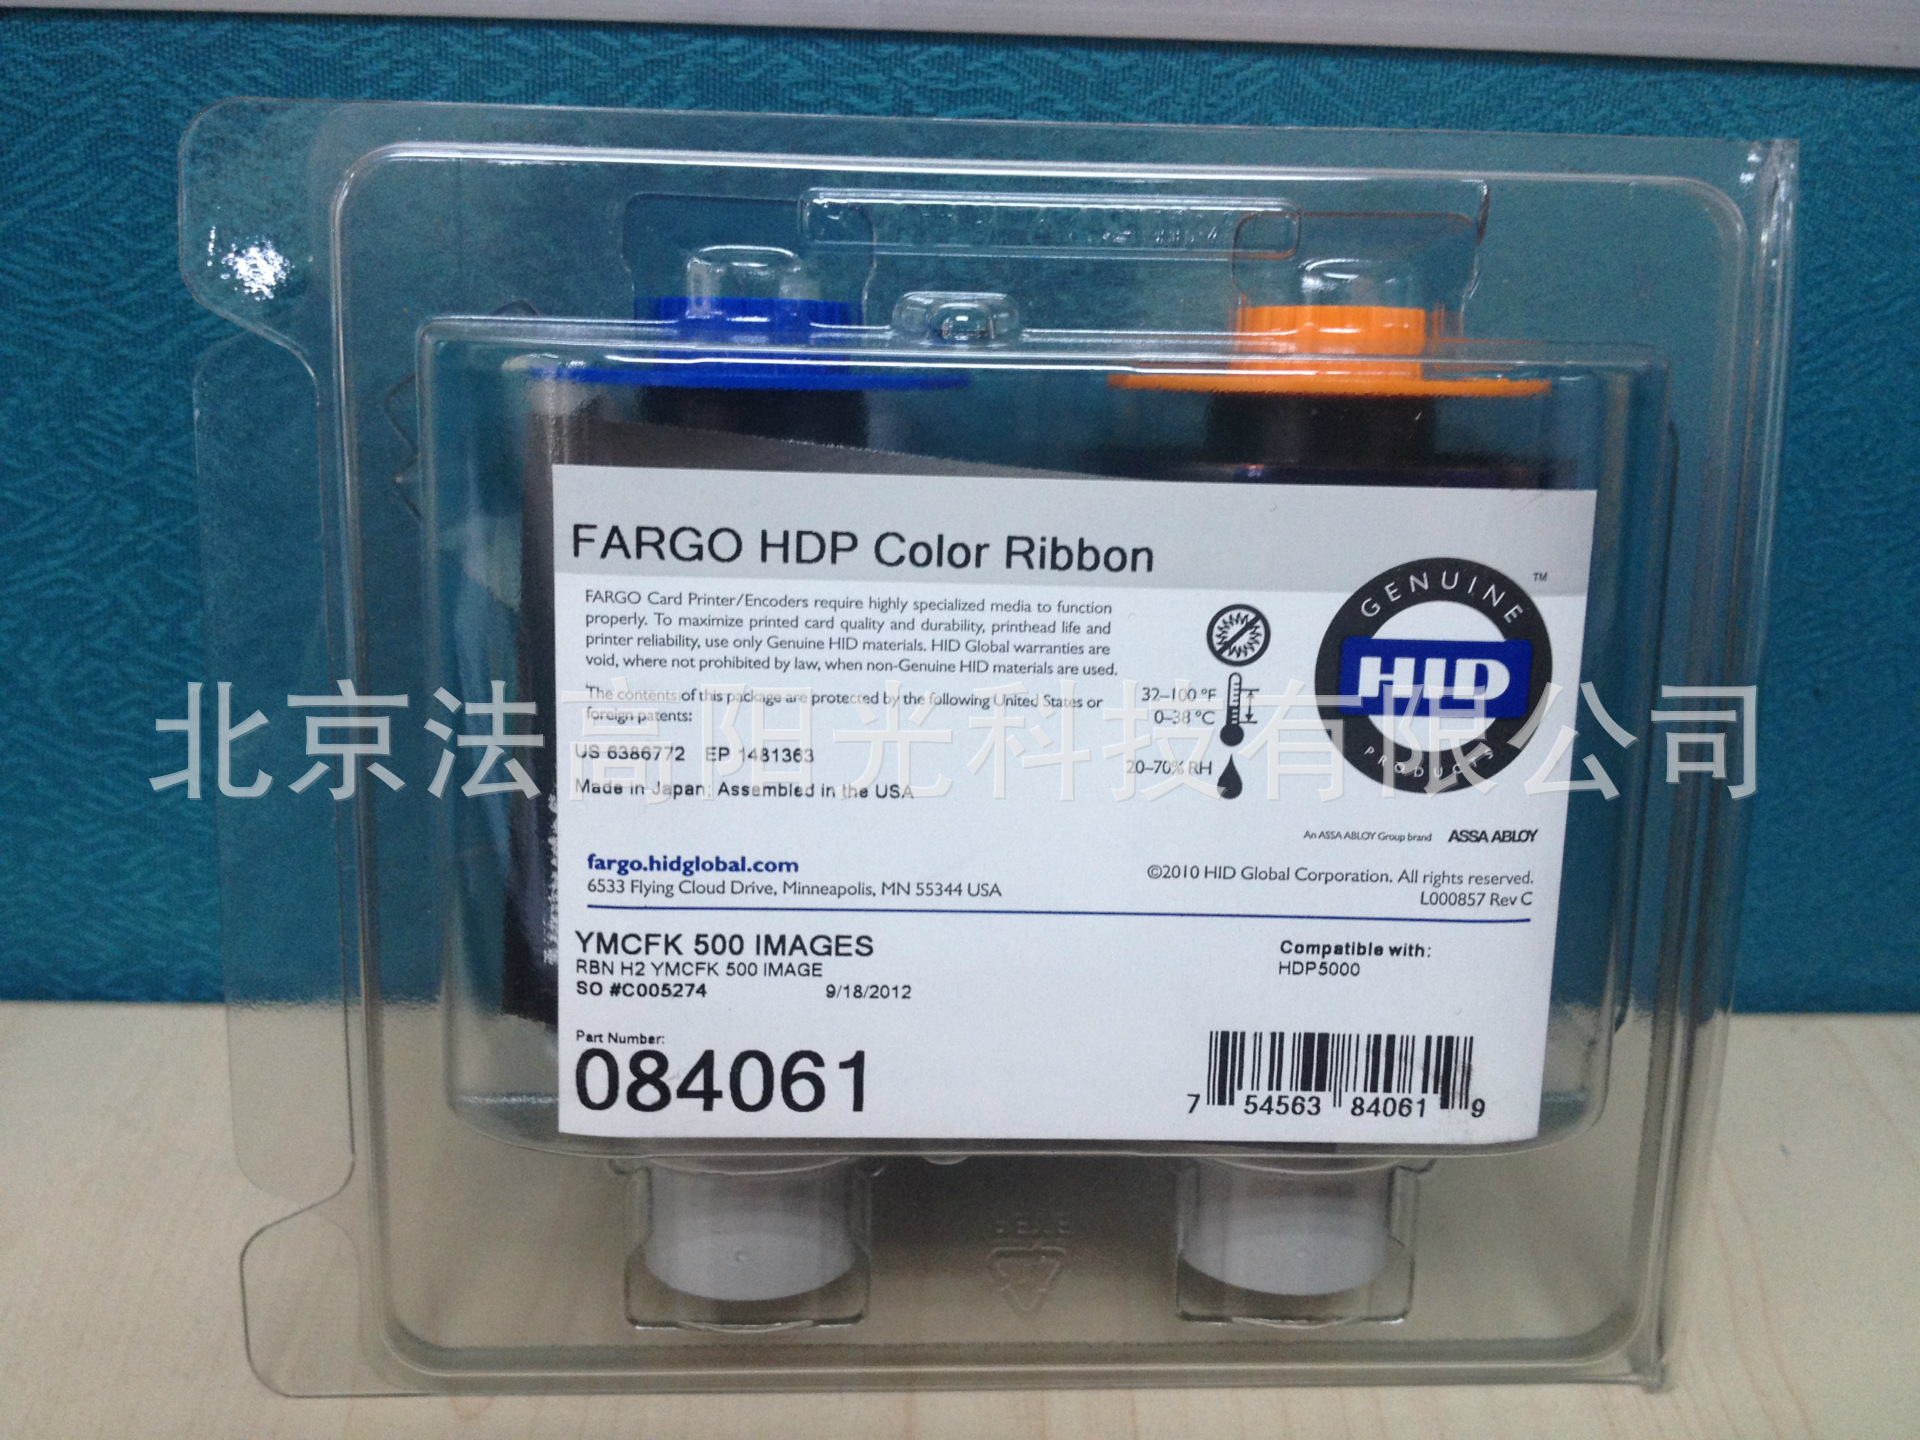 FARGO HDP Color Ribbon
FARGO Card Printer/Encoders require highly specialized media to function
properly. To maximize printed card quality and durability, printhead life and
printer reliability, use only Genuine HID materials. HID Global warranties are
void, where not prohibited by law, when non-Genuine HID materials are used.
The contents of this package are protected by the following United States or
foreign patents:
US 6386772 EP 1481363
Made in Japan; Assembled in the USA
32–100 °F
0–38 °C
20–70% RH
GENUINE
TM
HID
PRODUCTS
北京法高阳光科技有限公司
An ASSA ABLOY Group brand ASSA ABLOY
fargo.hidglobal.com
6533 Flying Cloud Drive, Minneapolis, MN 55344 USA
©2010 HID Global Corporation. All rights reserved.
L000857 Rev C
YMCFK 500 IMAGES
RBN H2 YMCFK 500 IMAGE
SO #C005274 9/18/2012
Compatible with:
HDP5000
Part Number:
084061
7 54563 84061 9